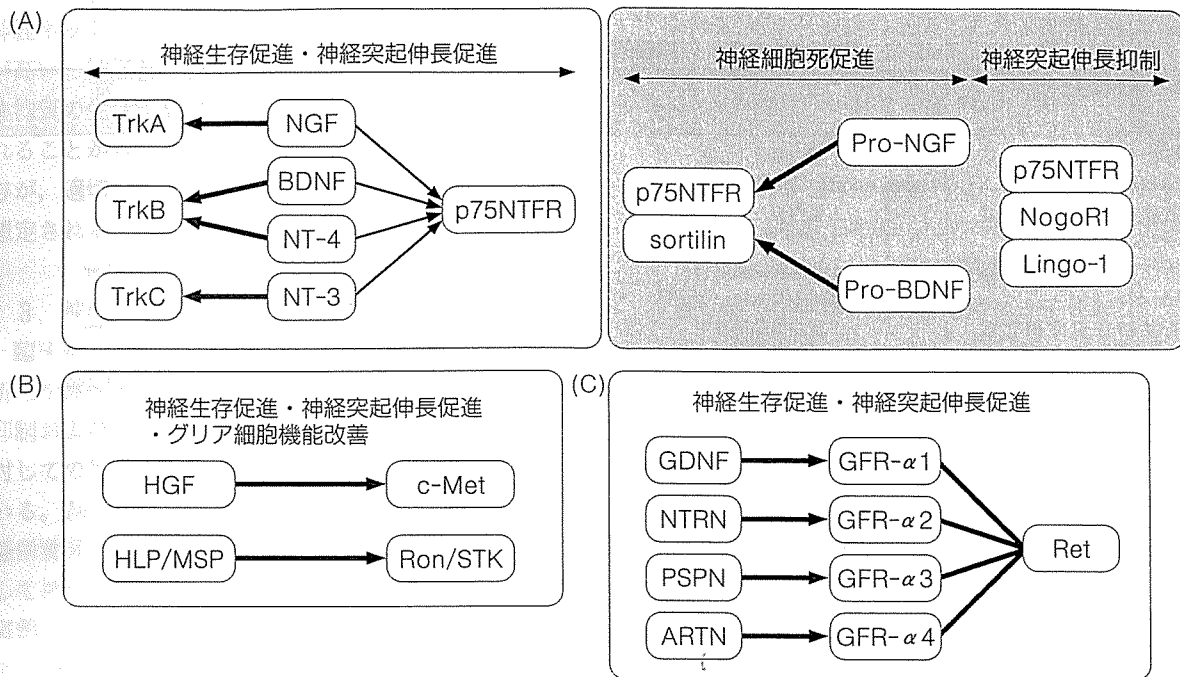 (A)
神経生存促進・神経突起伸長促進
TrkA
NGF
BDNF
TrkB
NT-4
TrkC
NT-3
p75NTFR
神経細胞死促進
神経突起伸長抑制
Pro-NGF
p75NTFR
sortilin
Pro-BDNF
p75NTFR
NogoR1
Lingo-1
(B)
神経生存促進・神経突起伸長促進
・グリア細胞機能改善
HGF
c-Met
HLP/MSP
Ron/STK
(C)
神経生存促進・神経突起伸長促進
GDNF
GFR-α1
NTRN
GFR-α2
PSPN
GFR-α3
ARTN
GFR-α4
Ret